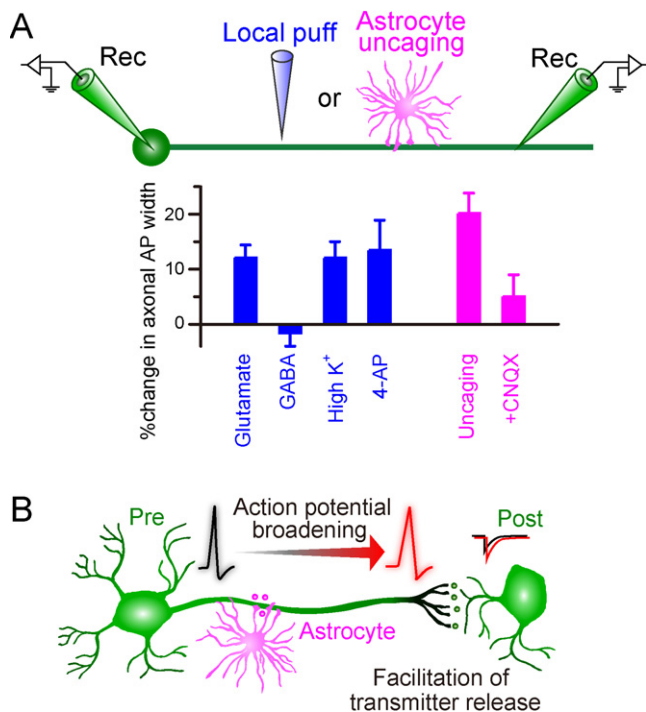 A
Rec
Local puff
or
Astrocyte
uncaging
Rec
%change in axonal AP width
20
10
0
Glutamate
GABA
High K⁺
4-AP
Uncaging
+CNQX
B
Pre
Action potential
broadening
Post
Astrocyte
Facilitation of
transmitter release